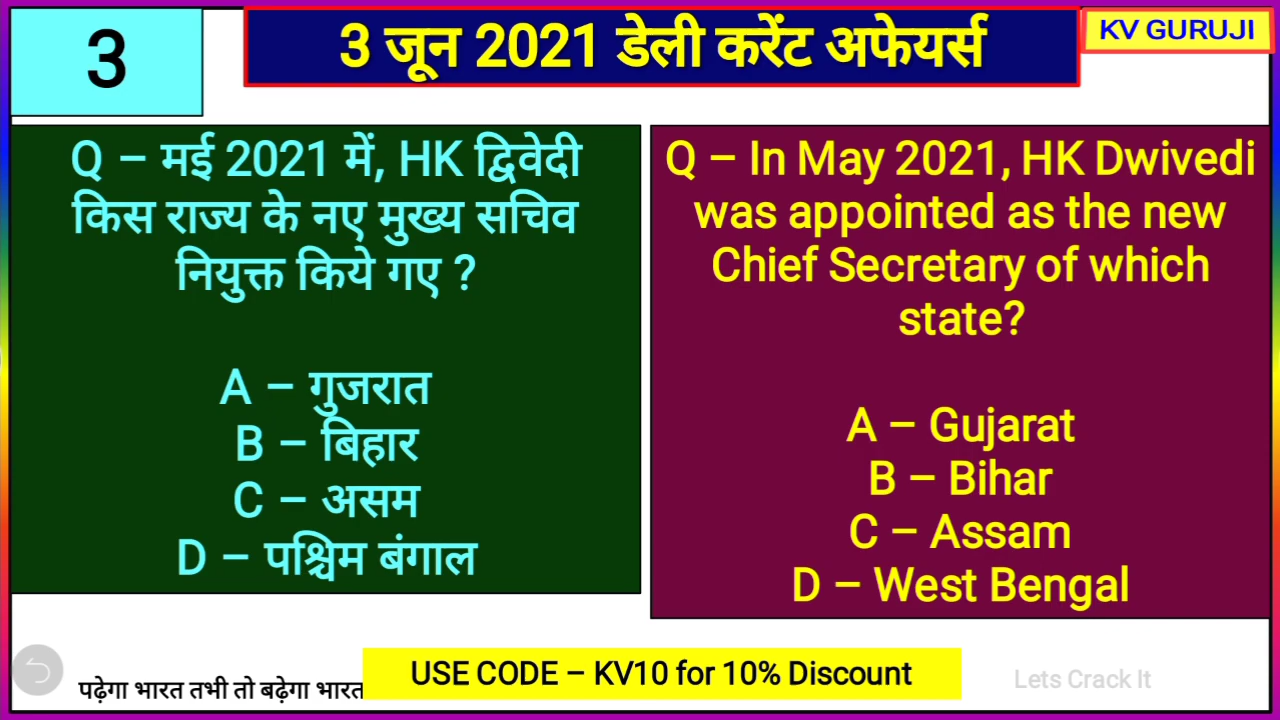 3
3 जून 2021 डेली करेंट अफेयर्स
KV GURUJI
Q – मई 2021 में, HK द्विवेदी
किस राज्य के नए मुख्य सचिव
नियुक्त किये गए ?
A – गुजरात
B – बिहार
C – असम
D – पश्चिम बंगाल
Q – In May 2021, HK Dwivedi
was appointed as the new
Chief Secretary of which
state?
A – Gujarat
B – Bihar
C – Assam
D – West Bengal
पढ़ेगा भारत तभी तो बढ़ेगा भारत
USE CODE – KV10 for 10% Discount
Lets Crack It